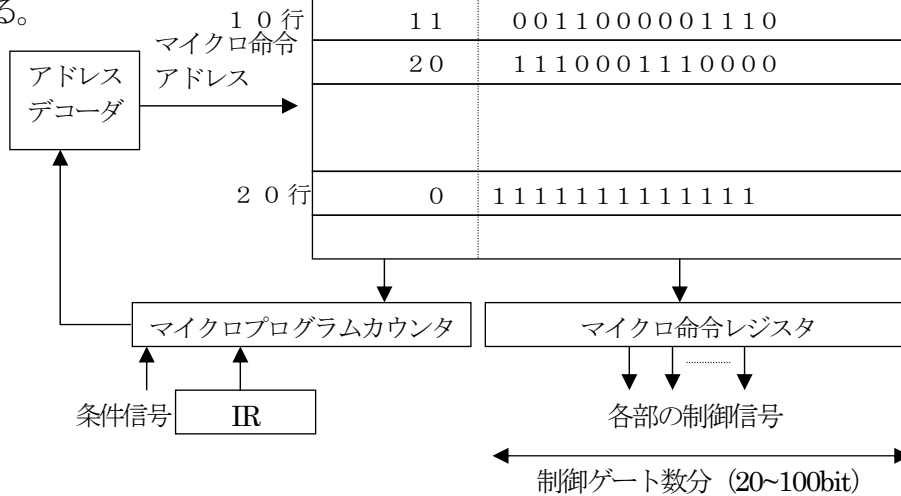 る。
10行 11 0011000001110
マイクロ命令
アドレス
20 1110001110000
アドレス
デコーダ
20行 0 1111111111111
マイクロプログラムカウンタ
マイクロ命令レジスタ
条件信号 IR
各部の制御信号
制御ゲート数分（20~100bit）